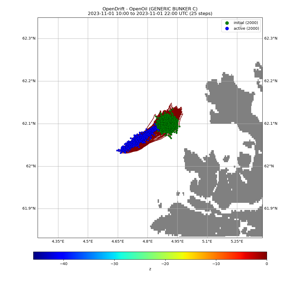 OpenDrift - OpenOil (GENERIC BUNKER C)
2023-11-01 10:00 to 2023-11-01 22:00 UTC (25 steps)
initial (2000)
active (2000)
62.3°N 62.3°N
62.2°N 62.2°N
62.1°N 62.1°N
62°N 62°N
61.9°N 61.9°N
4.35°E 4.5°E 4.65°E 4.8°E 4.95°E 5.1°E 5.25°E
−40 −30 −20 −10 0
z